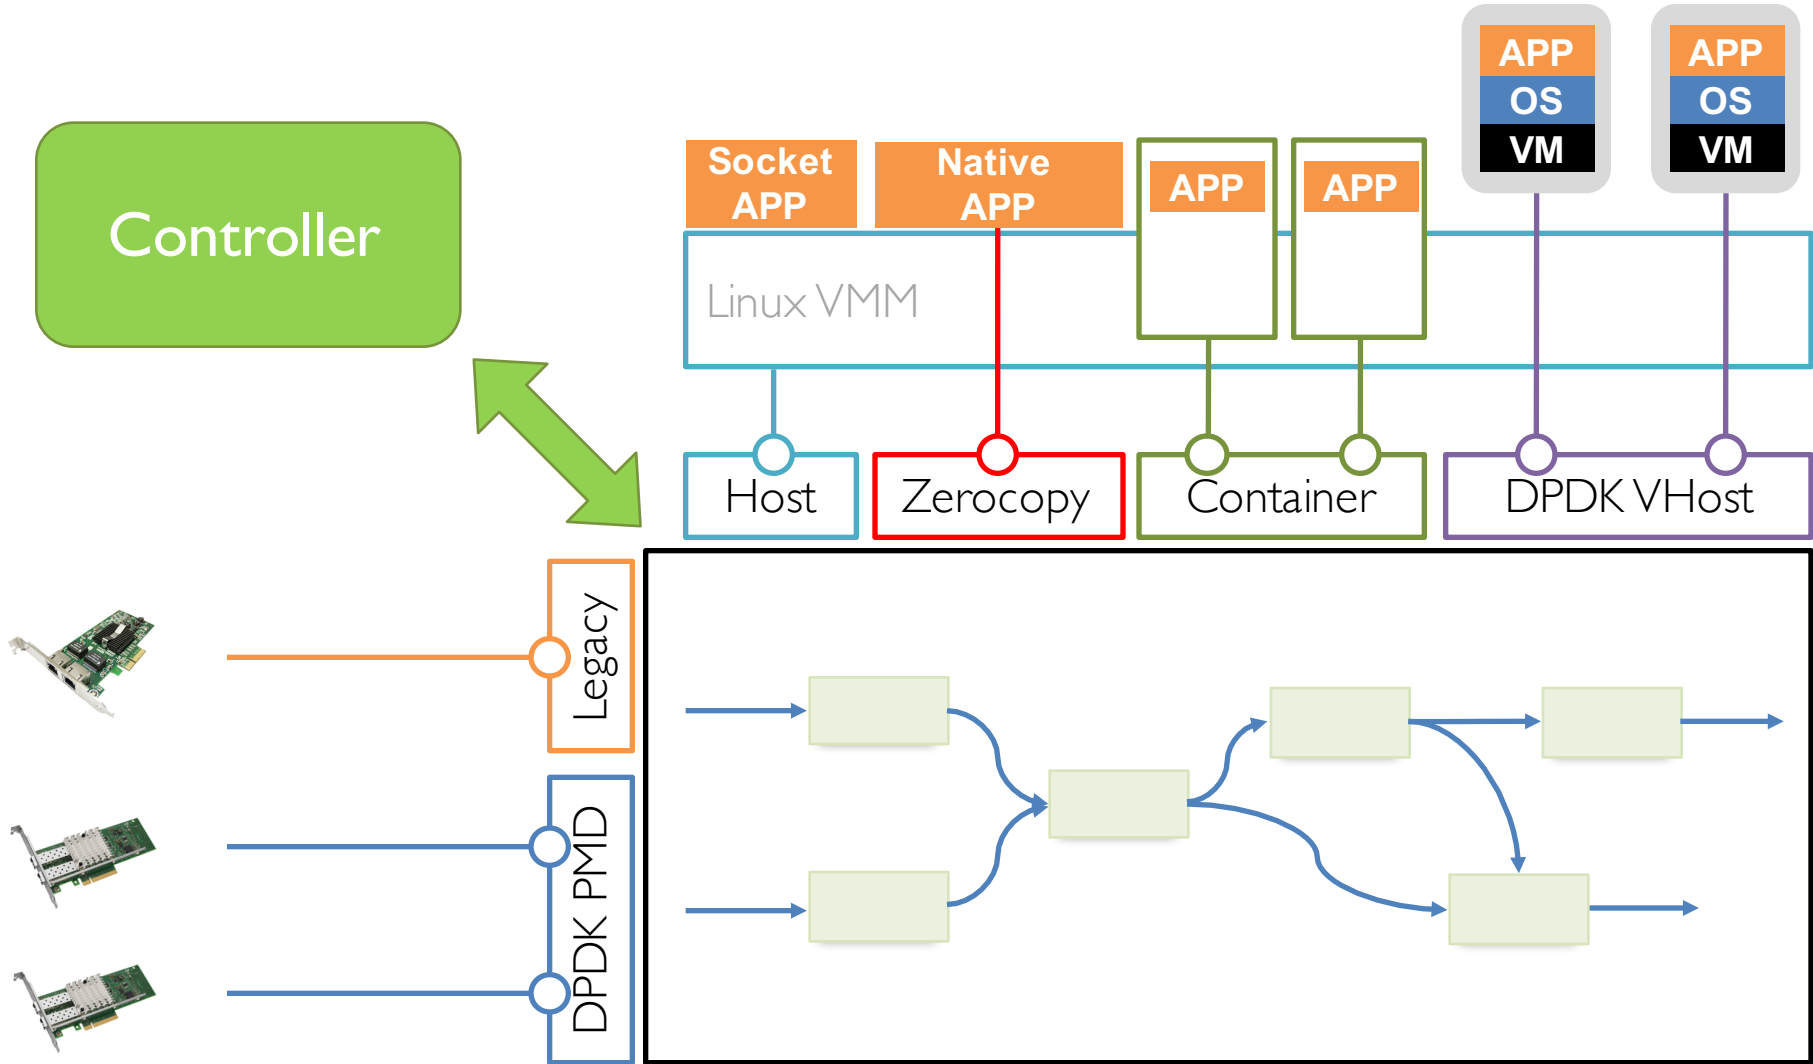 APP
OS
VM
APP
OS
VM
Controller
Socket
APP
Native
APP
APP
APP
Linux VMM
Host
Zerocopy
Container
DPDK VHost
Legacy
DPDK PMD